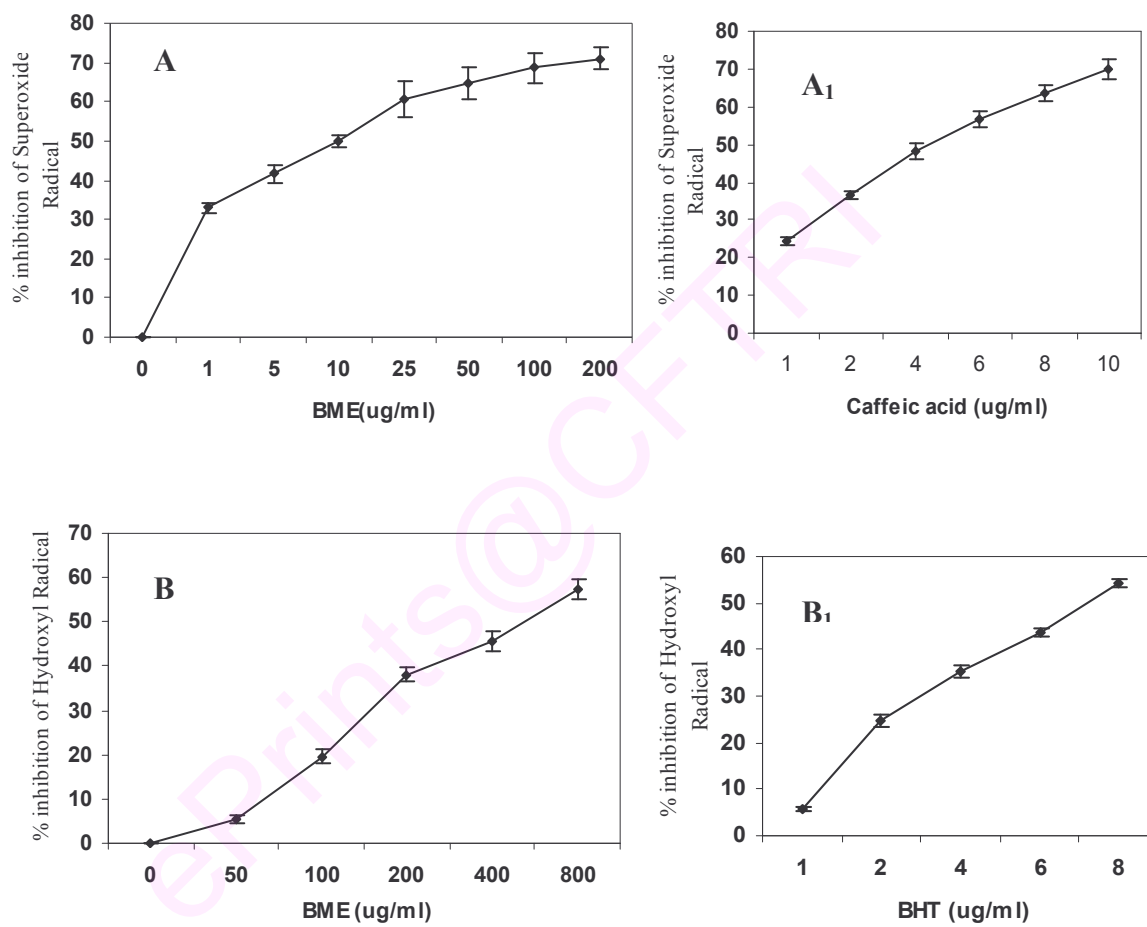 % inhibition of Superoxide
Radical
80
70
60
50
40
30
20
10
0
A
0 1 5 10 25 50 100 200
BME(ug/ml)
% inhibition of Superoxide
Radical
80
70
60
50
40
30
20
10
0
A₁
1 2 4 6 8 10
Caffeic acid (ug/ml)
% inhibition of Hydroxyl Radical
70
60
50
40
30
20
10
0
B
0 50 100 200 400 800
BME (ug/ml)
% inhibition of Hydroxyl
Radical
60
50
40
30
20
10
0
B₁
1 2 4 6 8
BHT (ug/ml)
ePrints@CFTRI